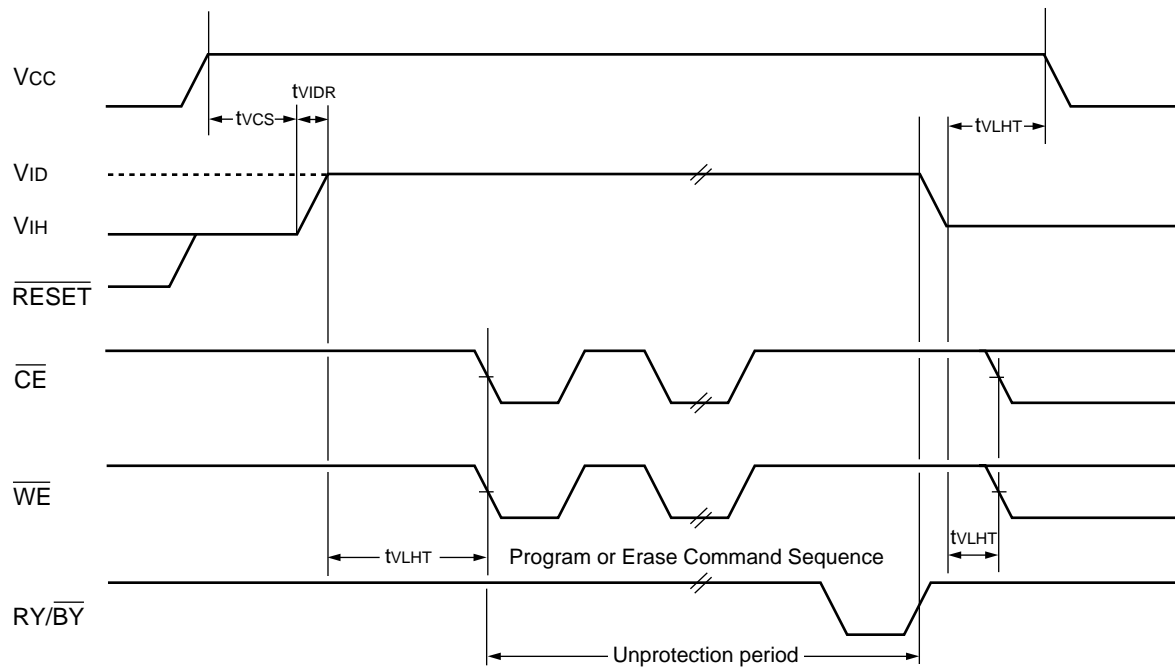 VCC
tVIDR
tVCS
tVLHT
VID
VIH
RESET
CE
WE
tVLHT
tVLHT
Program or Erase Command Sequence
RY/BY
Unprotection period